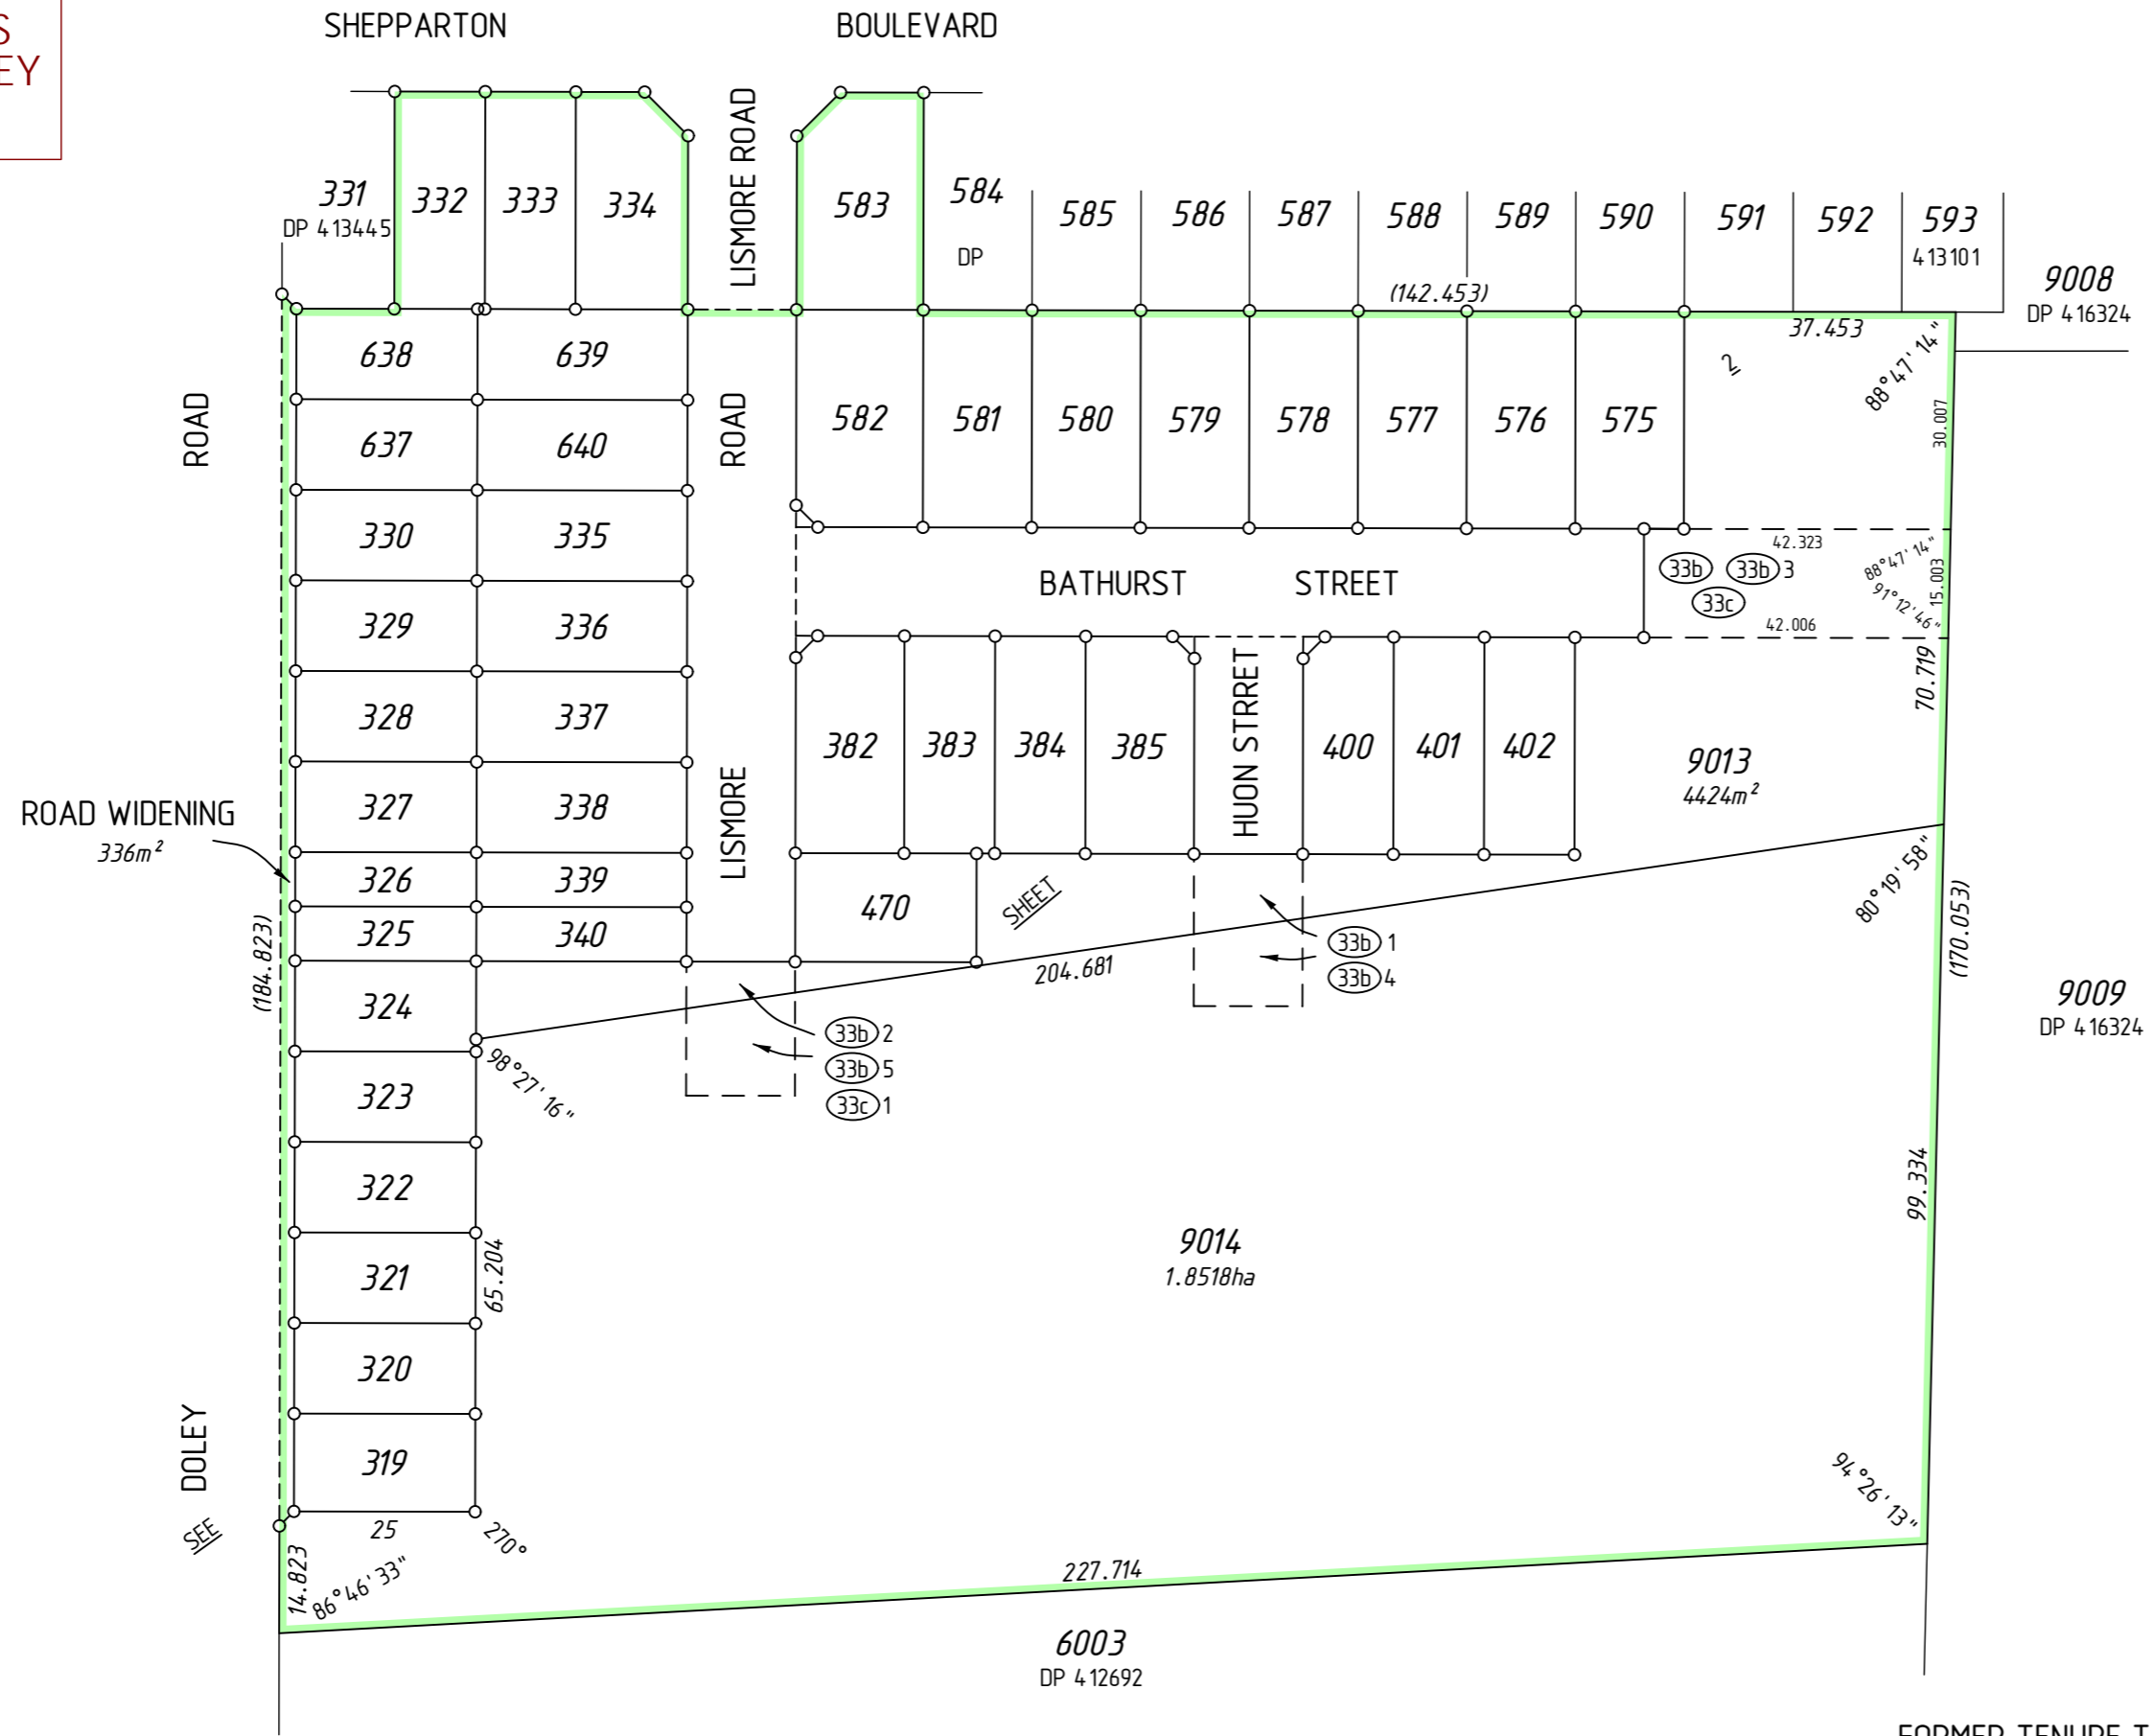 S
EY
SHEPPARTON BOULEVARD
LISMORE ROAD
331
DP 413445
332
333
334
583
584
DP
585
586
587
588
589
590
591
592
593
413101
9008
DP 416324
(142.453)
37.453
88°47'14"
2
30.007
ROAD
638
639
637
640
330
335
329
336
328
337
327
338
326
339
325
340
324
323
322
321
320
319
ROAD
LISMORE
582
581
580
579
578
577
576
575
42.323
BATHURST STREET
33b
33b 3
33c
88°47'14"
91°12'46"
15.003
42.006
70.719
382
383
384
385
HUON STRRET
400
401
402
9013
4424m²
ROAD WIDENING
336m²
(184.823)
470
SHEET
204.681
33b 1
33b 4
33b 2
33b 5
33c 1
80°19'58"
(170.053)
9009
DP 416324
98°27'16"
99.334
9014
1.8518ha
65.204
DOLEY
SEE
25
270°
14.823
86°46'33"
94°26'13"
227.714
6003
DP 412692
FORMER TENURE T